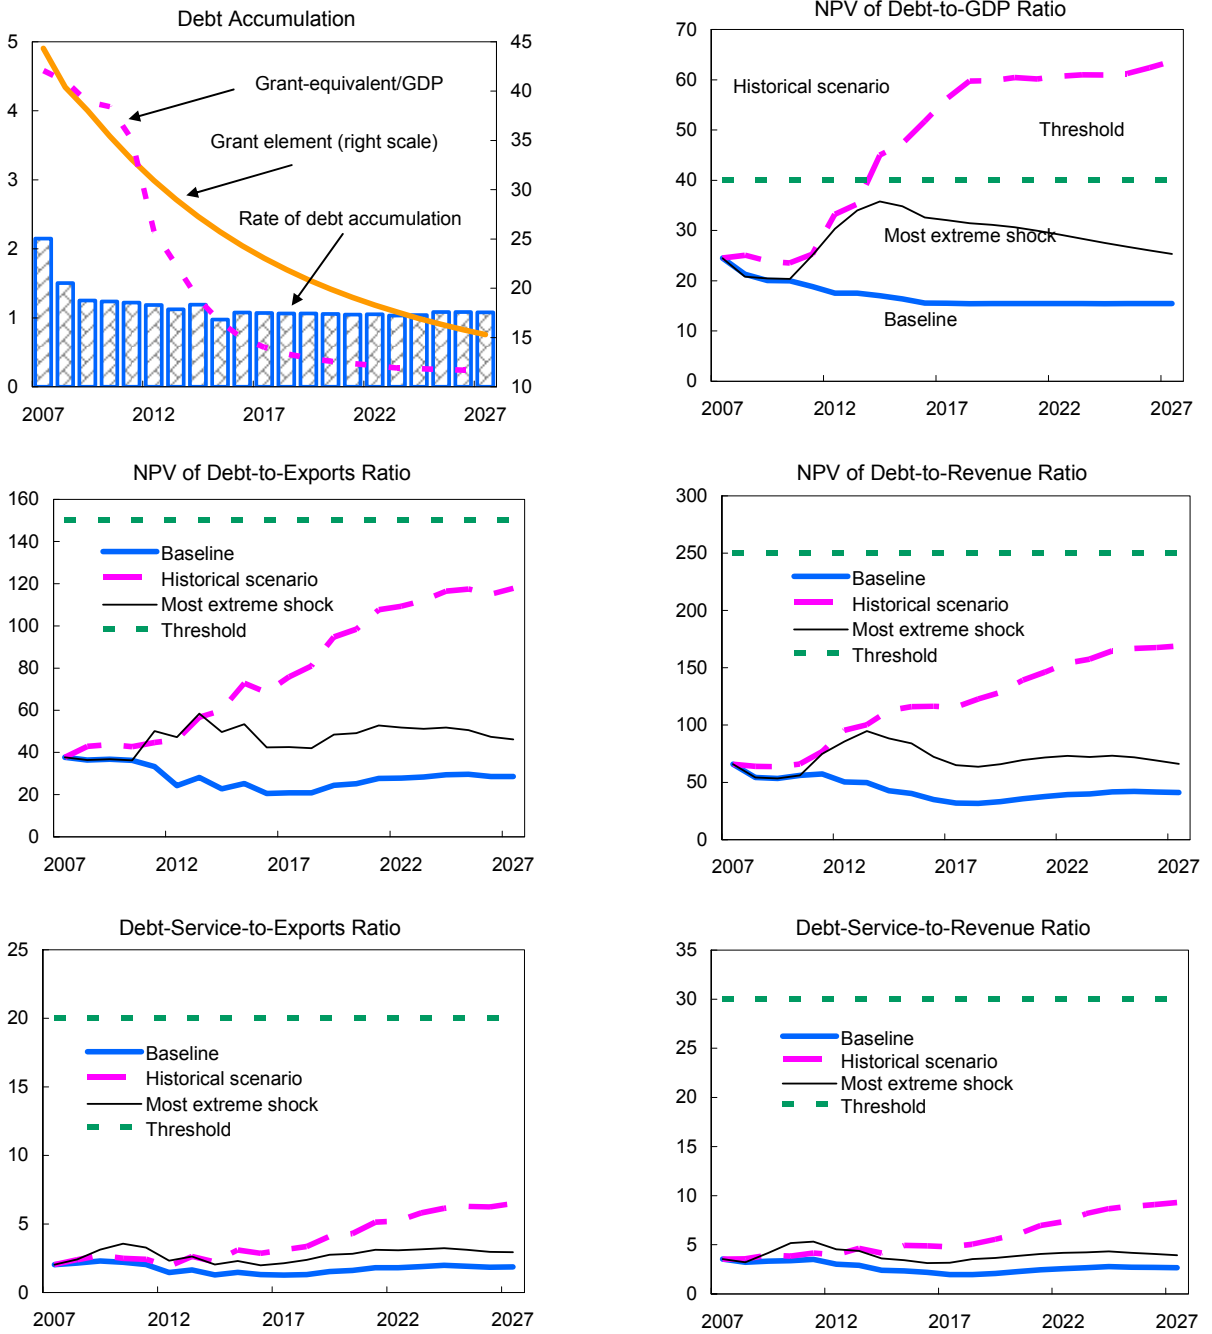 Debt Accumulation
5
4
3
2
1
0
45
40
35
30
25
20
15
10
Grant-equivalent/GDP
Grant element (right scale)
Rate of debt accumulation
2007 2012 2017 2022 2027
NPV of Debt-to-GDP Ratio
70
60
50
40
30
20
10
0
Historical scenario
Threshold
Most extreme shock
Baseline
2007 2012 2017 2022 2027
NPV of Debt-to-Exports Ratio
160
140
120
100
80
60
40
20
0
Baseline
Historical scenario
Most extreme shock
Threshold
2007 2012 2017 2022 2027
NPV of Debt-to-Revenue Ratio
300
250
200
150
100
50
0
Baseline
Historical scenario
Most extreme shock
Threshold
2007 2012 2017 2022 2027
Debt-Service-to-Exports Ratio
25
20
15
10
5
0
Baseline
Historical scenario
Most extreme shock
Threshold
2007 2012 2017 2022 2027
Debt-Service-to-Revenue Ratio
35
30
25
20
15
10
5
0
Baseline
Historical scenario
Most extreme shock
Threshold
2007 2012 2017 2022 2027